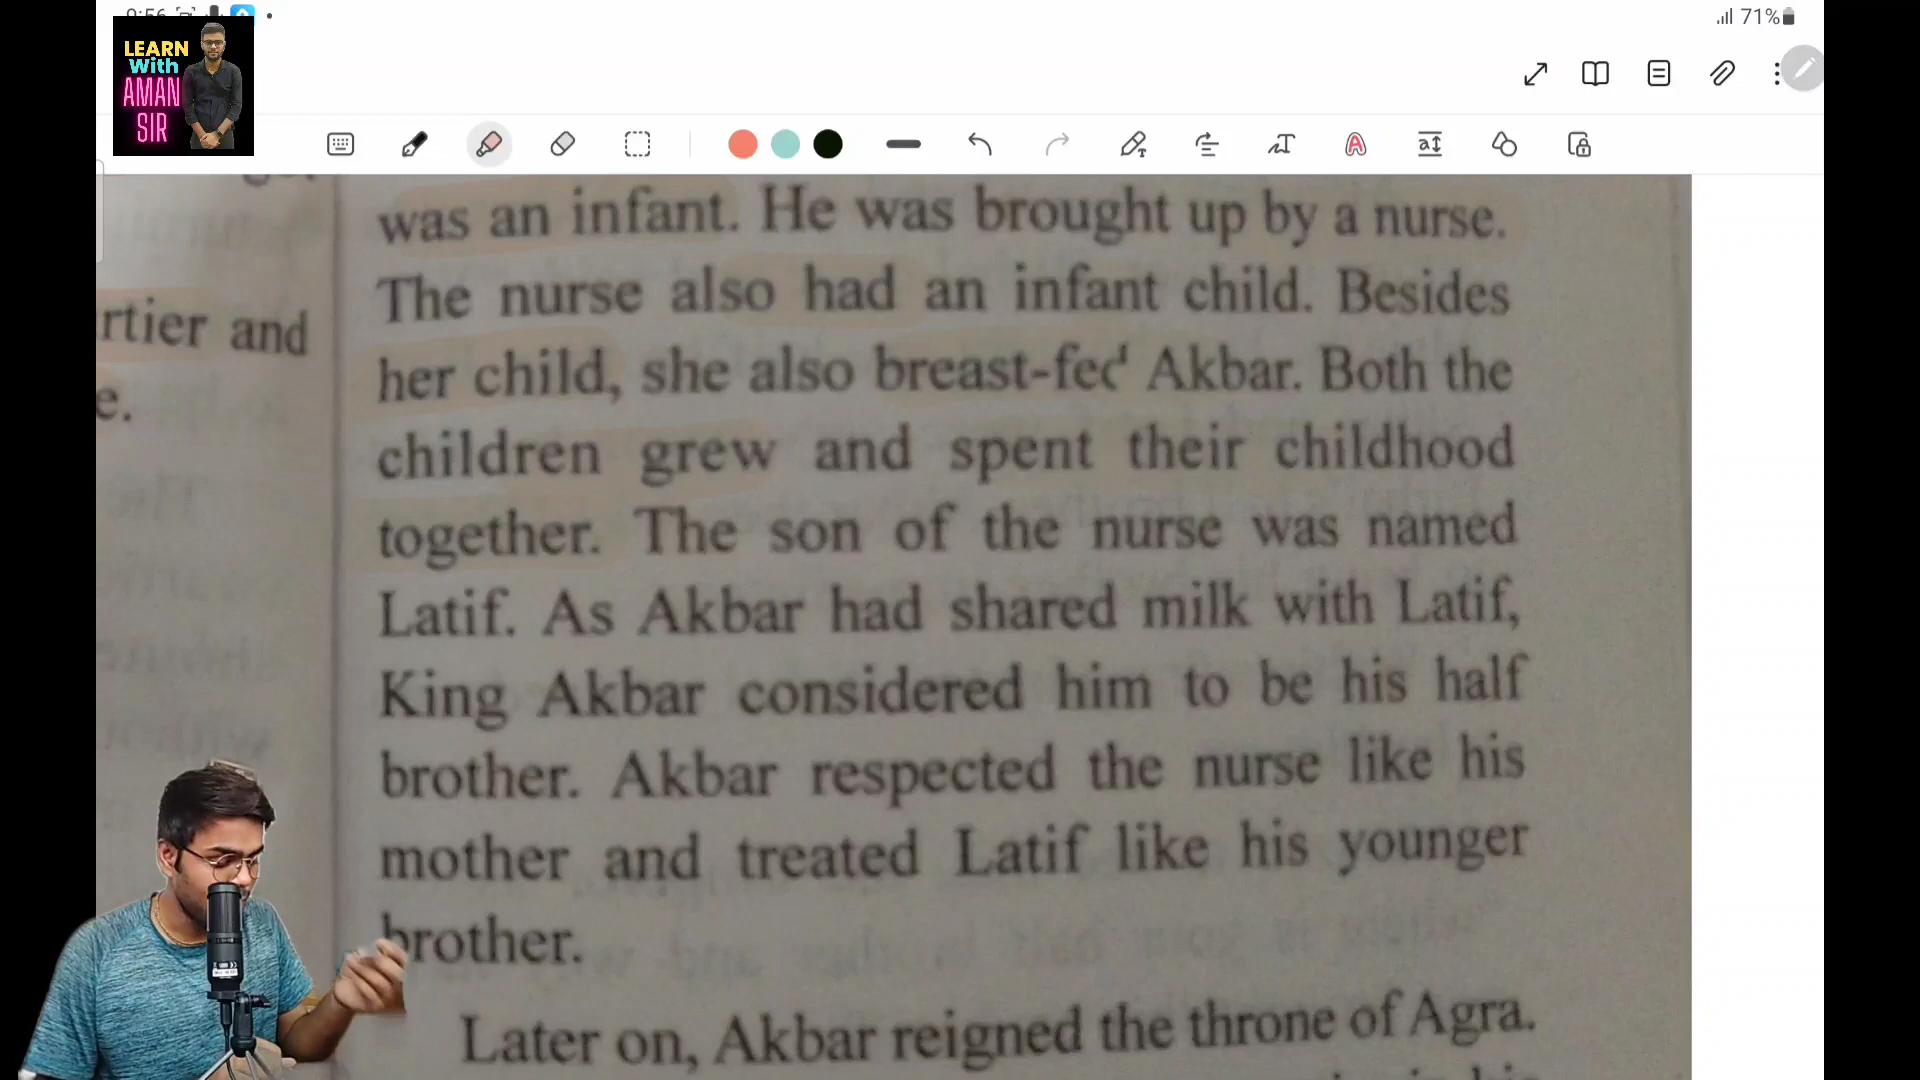 71%
LEARN
With
AMAN
SIR
was an infant. He was brought up by a nurse.
The nurse also had an infant child. Besides
rtier and
her child, she also breast-fed Akbar. Both the
e.
children grew and spent their childhood
together. The son of the nurse was named
Latif. As Akbar had shared milk with Latif,
King Akbar considered him to be his half
brother. Akbar respected the nurse like his
mother and treated Latif like his younger
brother.
Later on, Akbar reigned the throne of Agra.